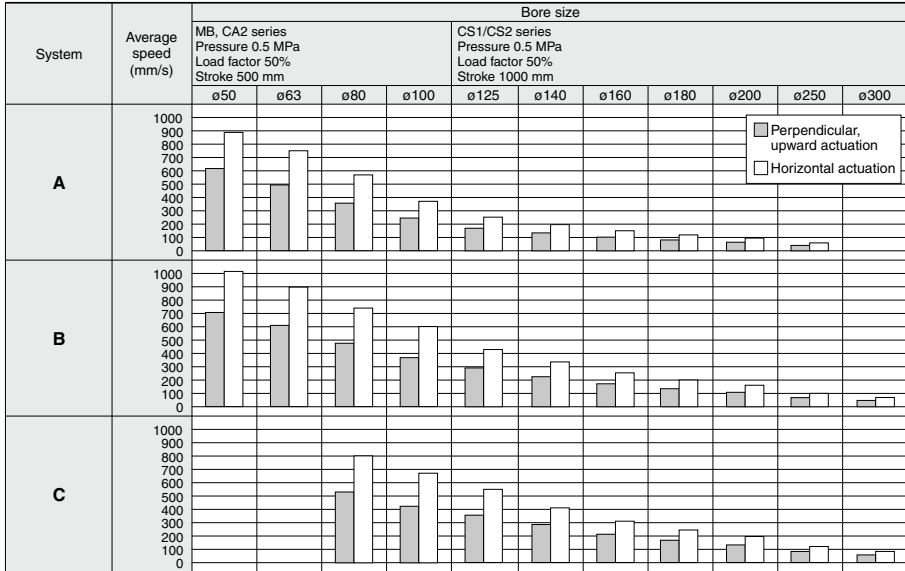 System
Average
speed
(mm/s)
Bore size
MB, CA2 series
Pressure 0.5 MPa
Load factor 50%
Stroke 500 mm
CS1/CS2 series
Pressure 0.5 MPa
Load factor 50%
Stroke 1000 mm
ø50 ø63 ø80 ø100 ø125 ø140 ø160 ø180 ø200 ø250 ø300
A
1000
900
800
700
600
500
400
300
200
100
0
Perpendicular,
upward actuation
Horizontal actuation
B
1000
900
800
700
600
500
400
300
200
100
0
C
1000
900
800
700
600
500
400
300
200
100
0